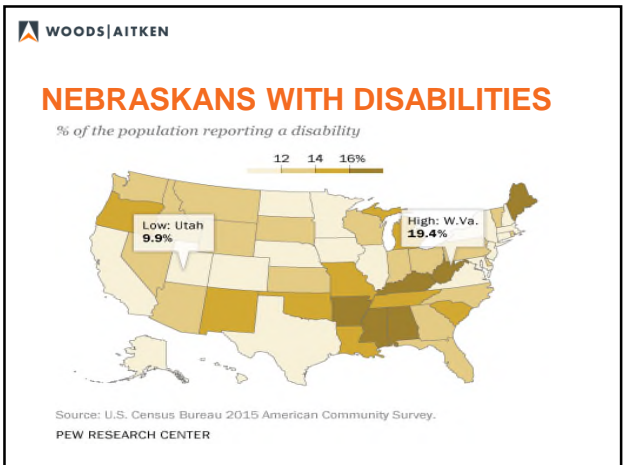 WOODS|AITKEN
NEBRASKANS WITH DISABILITIES
% of the population reporting a disability
12 14 16%
Low: Utah
9.9%
High: W.Va.
19.4%
Source: U.S. Census Bureau 2015 American Community Survey.
PEW RESEARCH CENTER